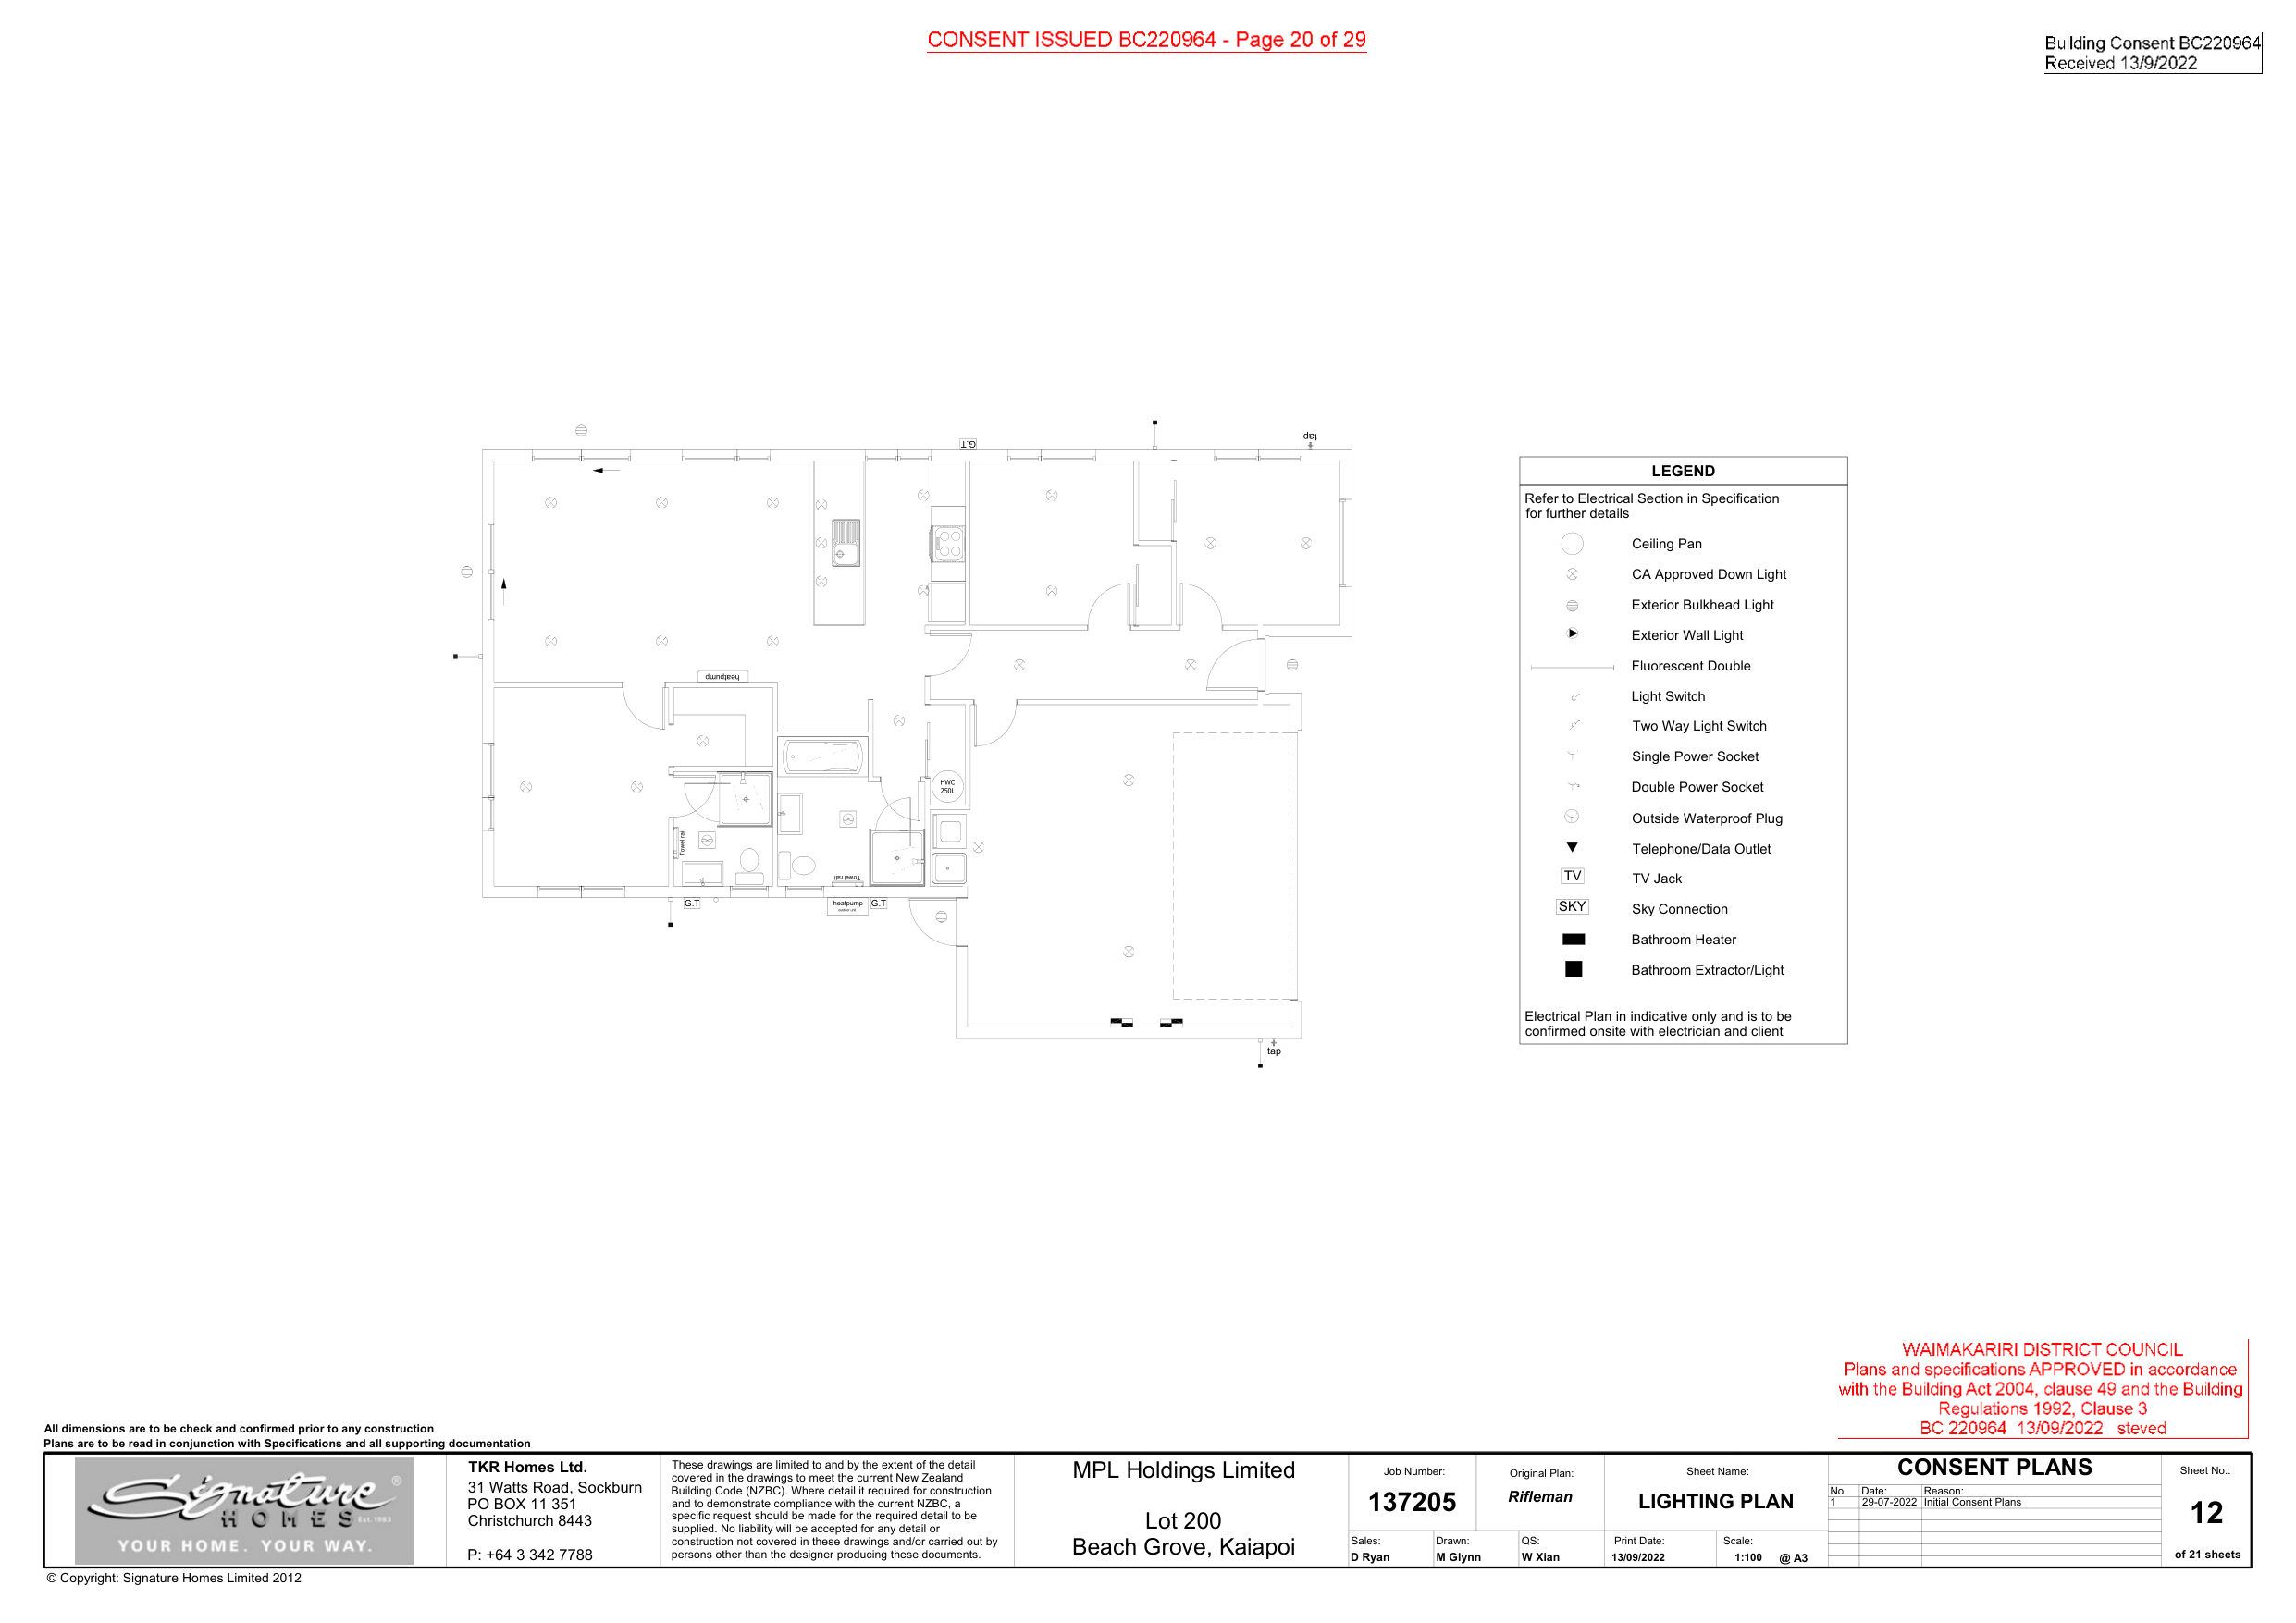 CONSENT ISSUED BC220964 - Page 20 of 29
Building Consent BC220964
Received 13/9/2022
G.T
tap
heatpump
HWC
250L
Towel rail
Towel rail
G.T
heatpump
outdoor unit
G.T
tap
LEGEND
Refer to Electrical Section in Specification
for further details
Ceiling Pan
CA Approved Down Light
Exterior Bulkhead Light
Exterior Wall Light
Fluorescent Double
Light Switch
Two Way Light Switch
Single Power Socket
Double Power Socket
Outside Waterproof Plug
Telephone/Data Outlet
TV TV Jack
SKY Sky Connection
Bathroom Heater
Bathroom Extractor/Light
Electrical Plan in indicative only and is to be
confirmed onsite with electrician and client
WAIMAKARIRI DISTRICT COUNCIL
Plans and specifications APPROVED in accordance
with the Building Act 2004, clause 49 and the Building
Regulations 1992, Clause 3
BC 220964 13/09/2022 steved
All dimensions are to be check and confirmed prior to any construction
Plans are to be read in conjunction with Specifications and all supporting documentation
Signature ®
HOMES Est. 1983
YOUR HOME. YOUR WAY.
TKR Homes Ltd.
31 Watts Road, Sockburn
PO BOX 11 351
Christchurch 8443
P: +64 3 342 7788
These drawings are limited to and by the extent of the detail
covered in the drawings to meet the current New Zealand
Building Code (NZBC). Where detail it required for construction
and to demonstrate compliance with the current NZBC, a
specific request should be made for the required detail to be
supplied. No liability will be accepted for any detail or
construction not covered in these drawings and/or carried out by
persons other than the designer producing these documents.
MPL Holdings Limited
Lot 200
Beach Grove, Kaiapoi
Job Number:
137205
Original Plan:
Rifleman
Sheet Name:
LIGHTING PLAN
Sales:
D Ryan
Drawn:
M Glynn
QS:
W Xian
Print Date:
13/09/2022
Scale:
1:100 @ A3
CONSENT PLANS
No. Date: Reason:
1 29-07-2022 Initial Consent Plans
Sheet No.:
12
of 21 sheets
© Copyright: Signature Homes Limited 2012